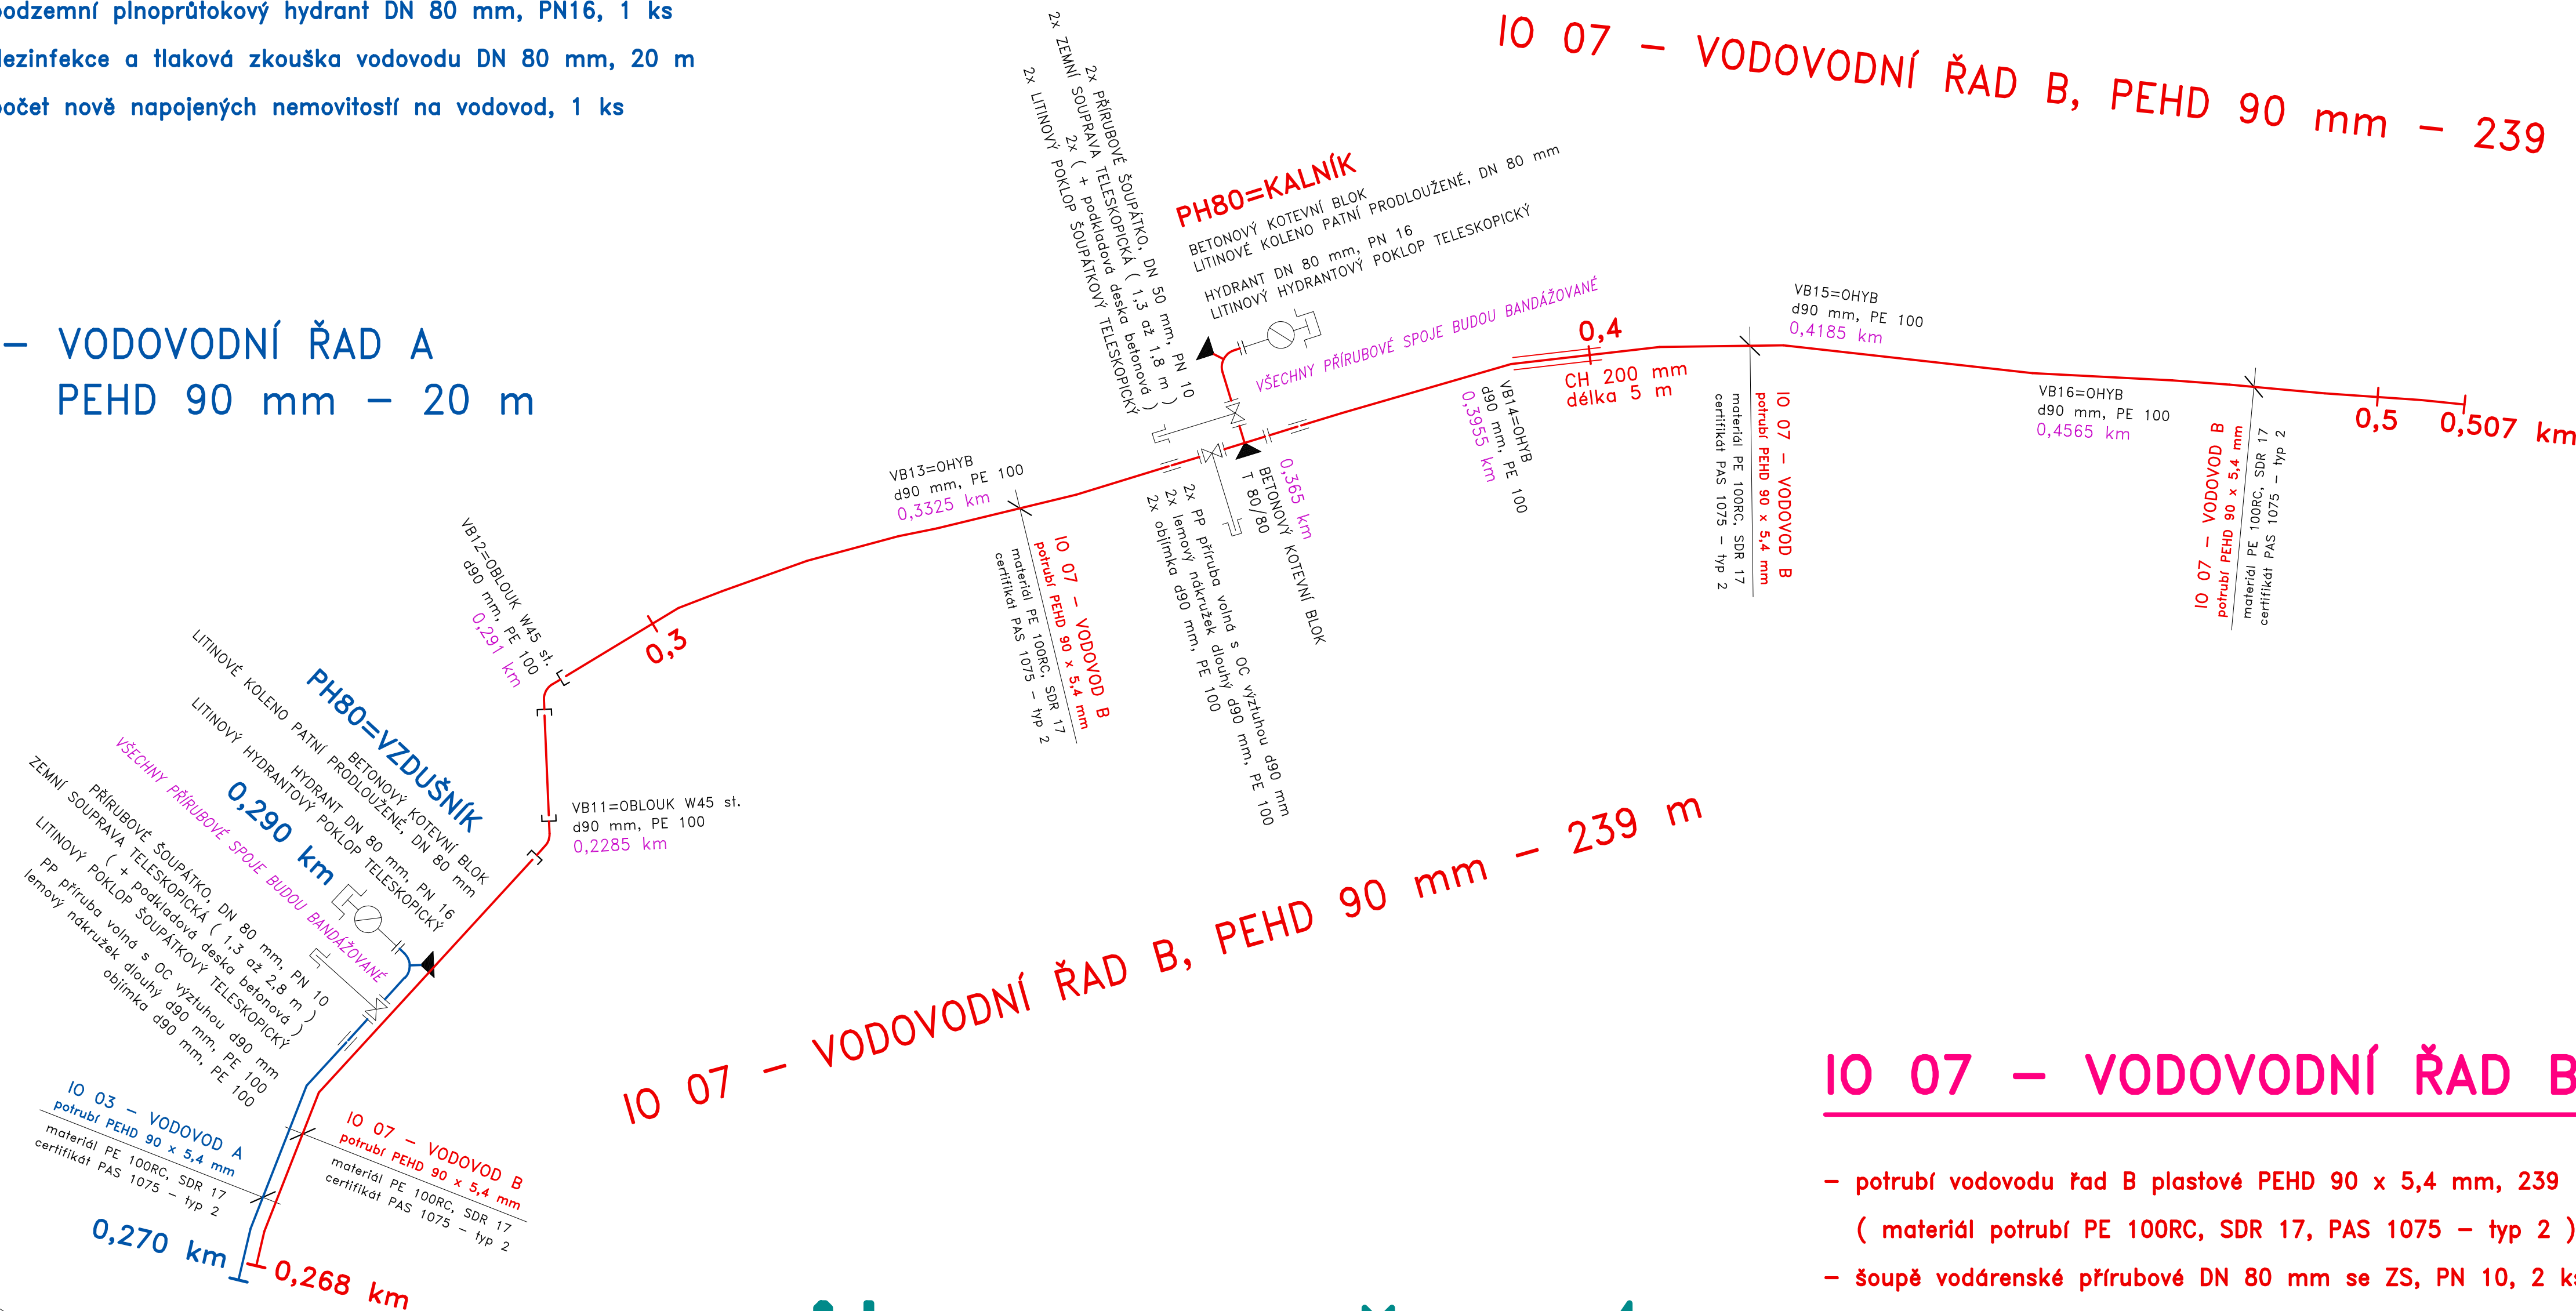 podzemní plnoprůtokový hydrant DN 80 mm, PN16, 1 ks
dezinfekce a tlaková zkouška vodovodu DN 80 mm, 20 m
počet nově napojených nemovitostí na vodovod, 1 ks
IO 07 – VODOVODNÍ ŘAD B, PEHD 90 mm – 239
– VODOVODNÍ ŘAD A
PEHD 90 mm – 20 m
2x PŘÍRUBOVÉ ŠOUPÁTKO, DN 50 mm, PN 10
2x ZEMNÍ SOUPRAVA TELESKOPICKÁ ( 1,3 až 1,8 m )
2x ( + podkladová deska betonová )
2x LITINOVÝ POKLOP ŠOUPÁTKOVÝ TELESKOPICKÝ
PH80=KALNÍK
BETONOVÝ KOTEVNÍ BLOK
LITINOVÉ KOLENO PATNÍ PRODLOUŽENÉ, DN 80 mm
HYDRANT DN 80 mm, PN 16
LITINOVÝ HYDRANTOVÝ POKLOP TELESKOPICKÝ
VŠECHNY PŘÍRUBOVÉ SPOJE BUDOU BANDÁŽOVANÉ
0,4
CH 200 mm
délka 5 m
VB15=OHYB
d90 mm, PE 100
0,4185 km
VB14=OHYB
d90 mm, PE 100
0,3955 km
IO 07 – VODOVOD B
potrubí PEHD 90 x 5,4 mm
materiál PE 100RC, SDR 17
certifikát PAS 1075 – typ 2
VB16=OHYB
d90 mm, PE 100
0,4565 km
IO 07 – VODOVOD B
potrubí PEHD 90 x 5,4 mm
materiál PE 100RC, SDR 17
certifikát PAS 1075 – typ 2
0,5
0,507 km
VB13=OHYB
d90 mm, PE 100
0,3325 km
0,365 km
BETONOVÝ KOTEVNÍ BLOK
T 80/80
2x PP příruba volná s OC výztuhou d90 mm
2x lemový nákružek dlouhý d90 mm, PE 100
2x objímka d90 mm, PE 100
IO 07 – VODOVOD B
potrubí PEHD 90 x 5,4 mm
materiál PE 100RC, SDR 17
certifikát PAS 1075 – typ 2
VB12=OBLOUK W45 st.
d90 mm, PE 100
0,291 km
0,3
VB11=OBLOUK W45 st.
d90 mm, PE 100
0,2285 km
PH80=VZDUŠNÍK
BETONOVÝ KOTEVNÍ BLOK
LITINOVÉ KOLENO PATNÍ PRODLOUŽENÉ, DN 80 mm
HYDRANT DN 80 mm, PN 16
LITINOVÝ HYDRANTOVÝ POKLOP TELESKOPICKÝ
0,290 km
VŠECHNY PŘÍRUBOVÉ SPOJE BUDOU BANDÁŽOVANÉ
PŘÍRUBOVÉ ŠOUPÁTKO, DN 80 mm, PN 10
ZEMNÍ SOUPRAVA TELESKOPICKÁ ( 1,3 až 2,8 m )
( + podkladová deska betonová )
LITINOVÝ POKLOP ŠOUPÁTKOVÝ TELESKOPICKÝ
PP příruba volná s OC výztuhou d90 mm
lemový nákružek dlouhý d90 mm, PE 100
objímka d90 mm, PE 100
IO 03 – VODOVOD A
potrubí PEHD 90 x 5,4 mm
materiál PE 100RC, SDR 17
certifikát PAS 1075 – typ 2
0,270 km
IO 07 – VODOVOD B
potrubí PEHD 90 x 5,4 mm
materiál PE 100RC, SDR 17
certifikát PAS 1075 – typ 2
0,268 km
IO 07 – VODOVODNÍ ŘAD B, PEHD 90 mm – 239 m
IO 07 – VODOVODNÍ ŘAD B
– potrubí vodovodu řad B plastové PEHD 90 x 5,4 mm, 239
( materiál potrubí PE 100RC, SDR 17, PAS 1075 – typ 2 )
– šoupě vodárenské přírubové DN 80 mm se ZS, PN 10, 2 ks